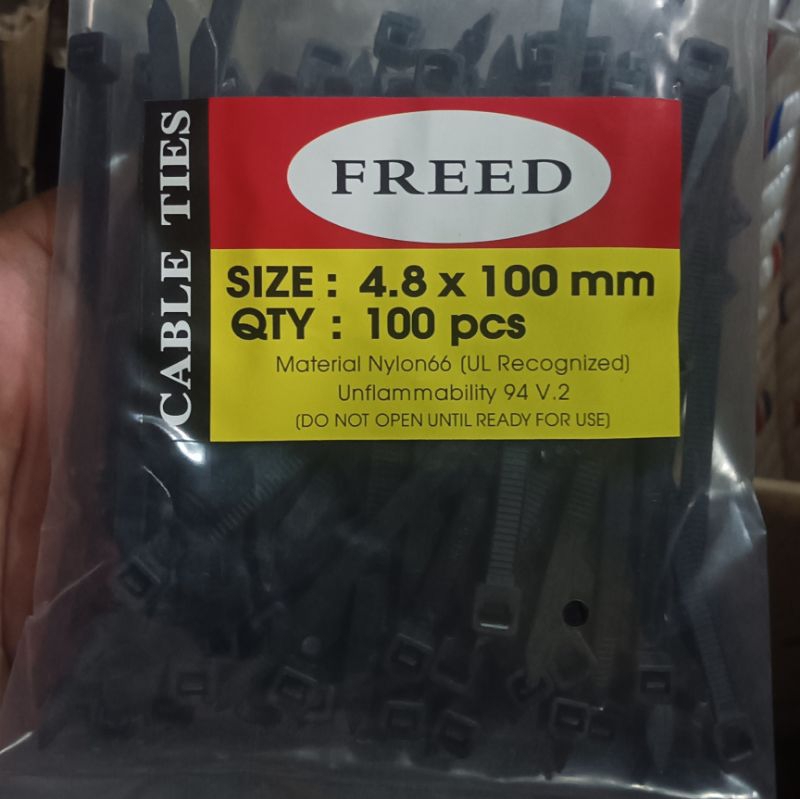 CABLE TIES
FREED
SIZE : 4.8 x 100 mm
QTY : 100 pcs
Material Nylon66 (UL Recognized)
Unflammability 94 V.2
(DO NOT OPEN UNTIL READY FOR USE)